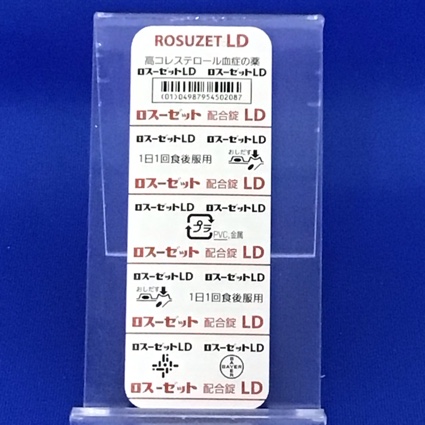 ROSUZET LD
高コレステロール血症の薬
ロスーゼットLD ロスーゼットLD
(01)04987954502087
ロスーゼット 配合錠 LD
ロスーゼットLD ロスーゼットLD
1日1回食後服用 おしだす
ロスーゼット 配合錠 LD
ロスーゼットLD ロスーゼットLD
プラ PVC,金属
ロスーゼット 配合錠 LD
ロスーゼットLD ロスーゼットLD
おしだす 1日1回食後服用
ロスーゼット 配合錠 LD
ロスーゼットLD ロスーゼットLD
BAYER
BAYER
ロスーゼット 配合錠 LD